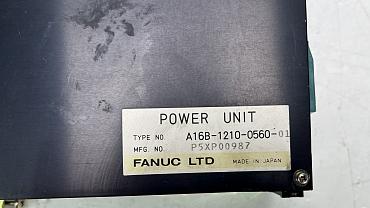 POWER UNIT
TYPE NO. A16B-1210-0560-01
MFG. NO. P5XP00987
FANUC LTD MADE IN JAPAN